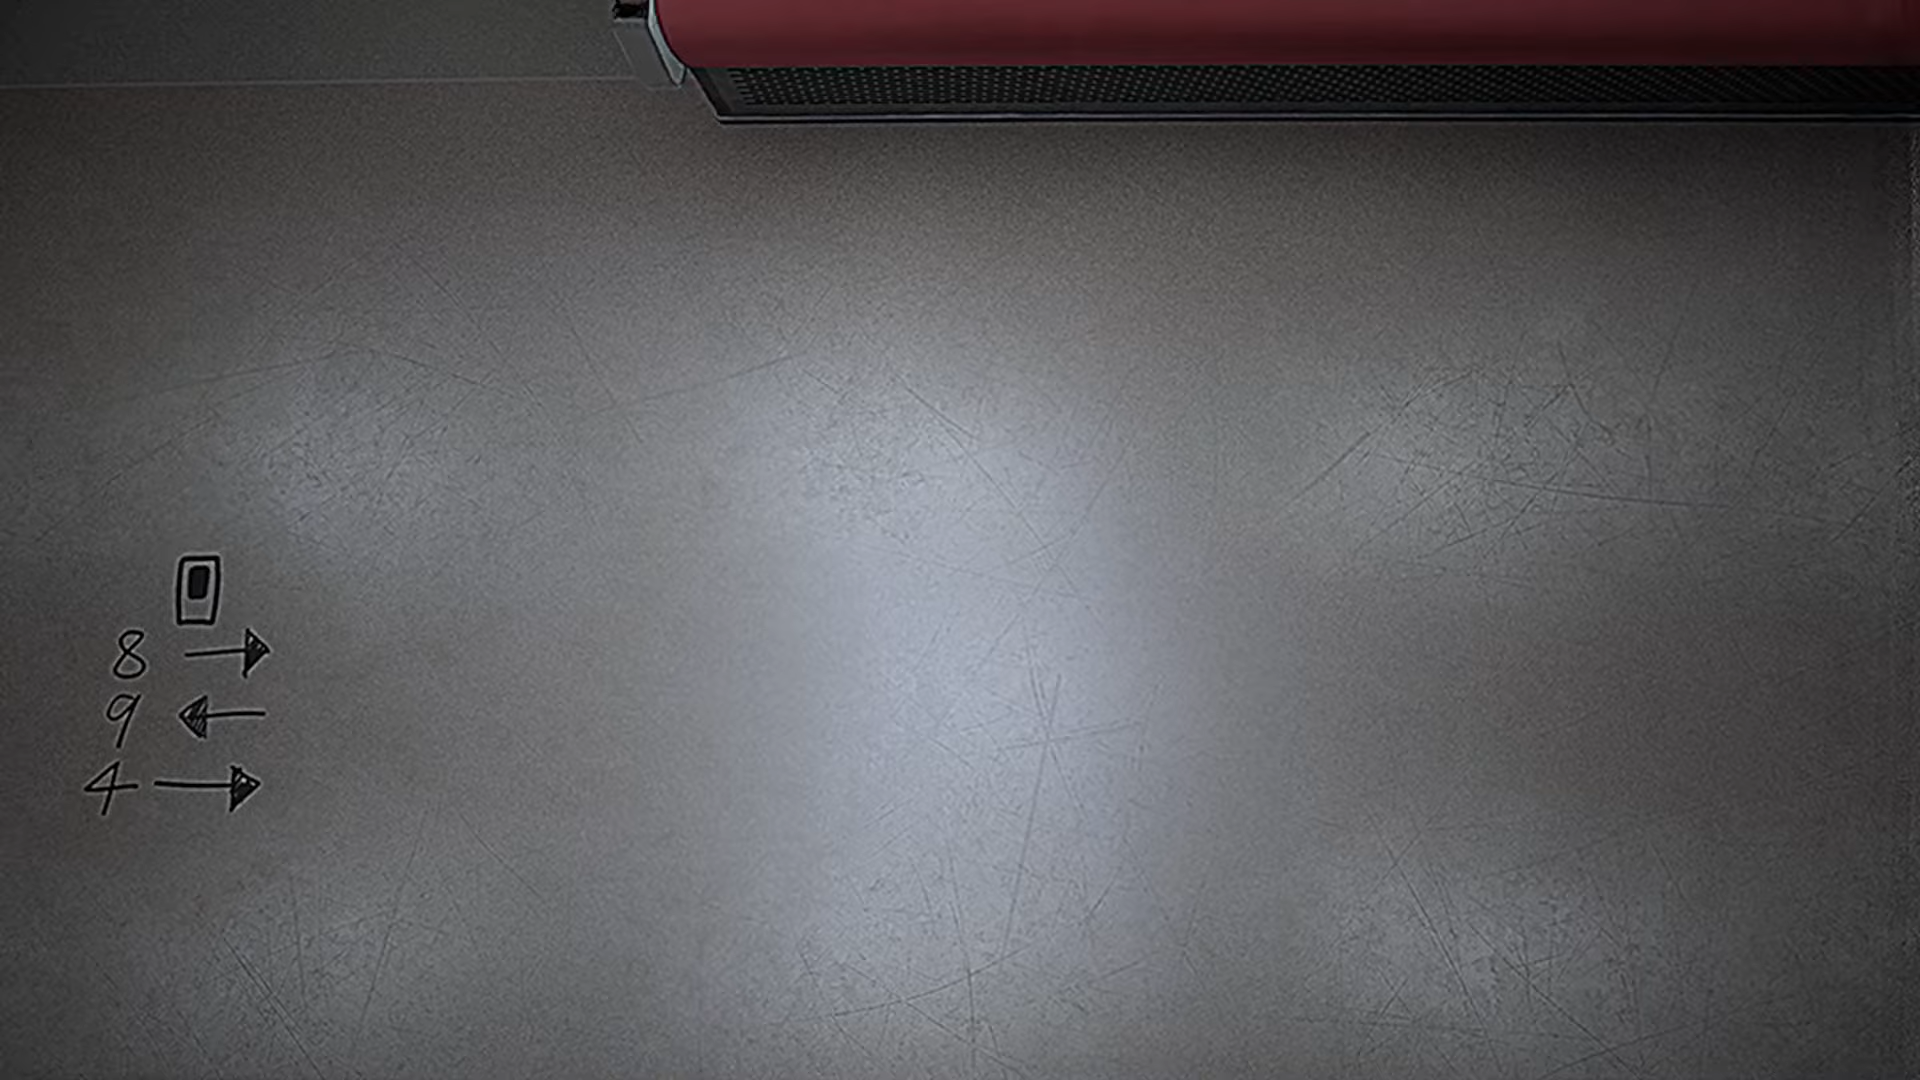 8 →
9 ←
4 →